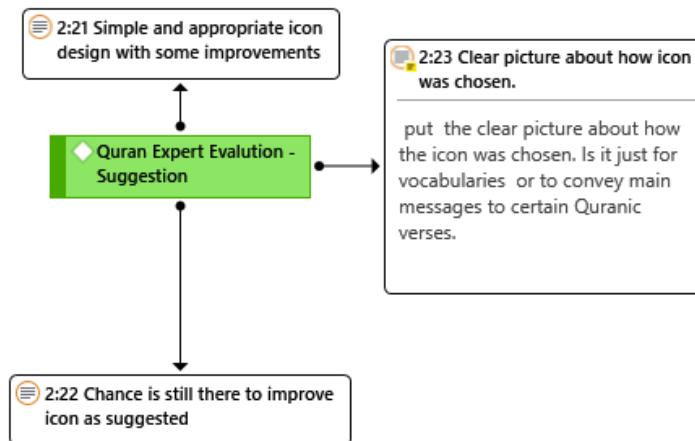 2:21 Simple and appropriate icon
design with some improvements
2:23 Clear picture about how icon
was chosen.
put the clear picture about how
the icon was chosen. Is it just for
vocabularies or to convey main
messages to certain Quranic
verses.
Quran Expert Evalution -
Suggestion
2:22 Chance is still there to improve
icon as suggested